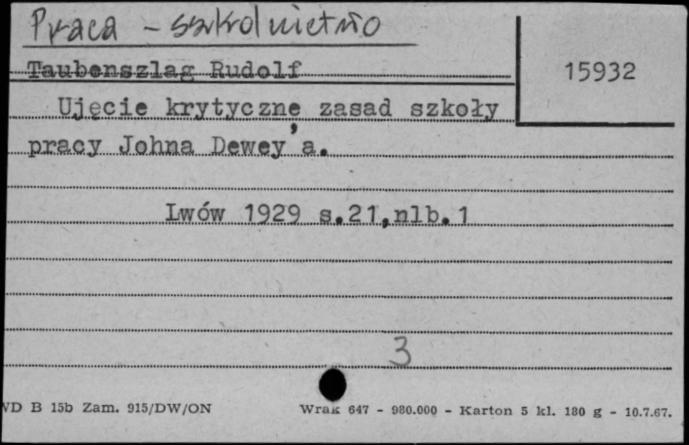 Praca - szkolnictwo
Taubenszlag Rudolf
15932
Ujęcie krytyczne zasad szkoły
pracy Johna Dewey'a.
Lwów 1929 s.21,nlb.1
3
WD B 15b Zam. 915/DW/ON
Wrak 647 - 980.000 - Karton 5 kl. 180 g - 10.7.67.